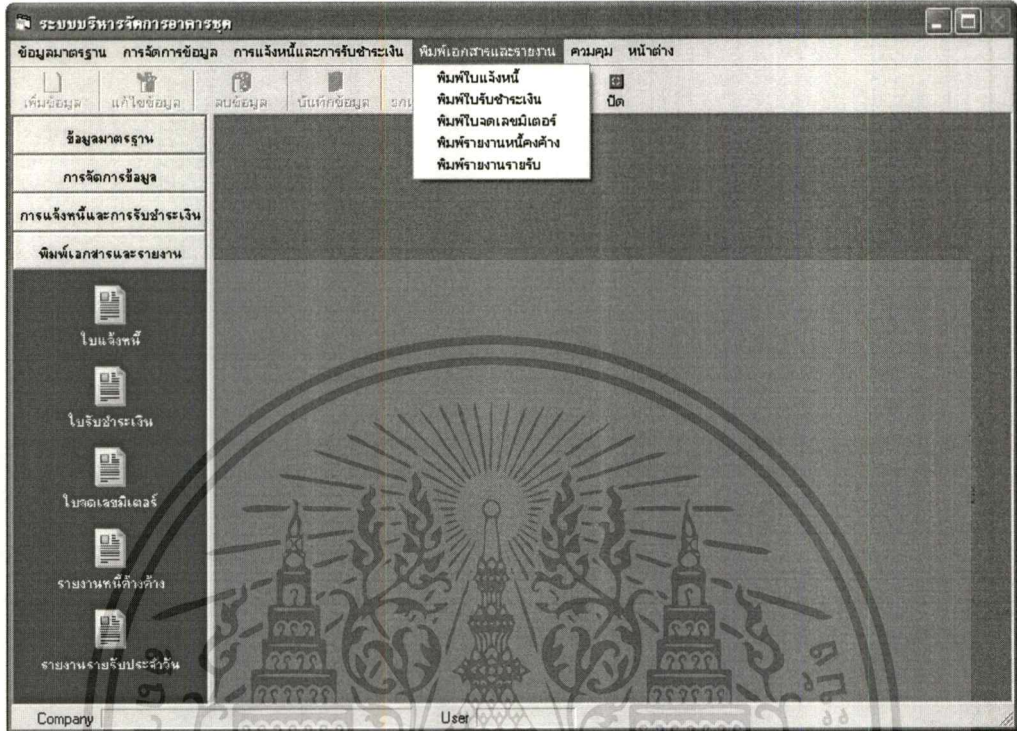 ระบบบริหารจัดการอาคารชุด
ข้อมูลมาตรฐาน การจัดการข้อมูล การแจ้งหนี้และการรับชำระเงิน พิมพ์เอกสารและรายงาน ควบคุม หน้าต่าง
เพิ่มข้อมูล แก้ไขข้อมูล ลบข้อมูล บันทึกข้อมูล ปิด
พิมพ์ใบแจ้งหนี้
พิมพ์ใบรับชำระเงิน
พิมพ์ใบจดเลขมิเตอร์
พิมพ์รายงานหนี้คงค้าง
พิมพ์รายงานรายรับ
ข้อมูลมาตรฐาน
การจัดการข้อมูล
การแจ้งหนี้และการรับชำระเงิน
พิมพ์เอกสารและรายงาน
ใบแจ้งหนี้
ใบรับชำระเงิน
ใบจดเลขมิเตอร์
รายงานหนี้ค้างค้าง
รายงานรายรับประจำวัน
Company User